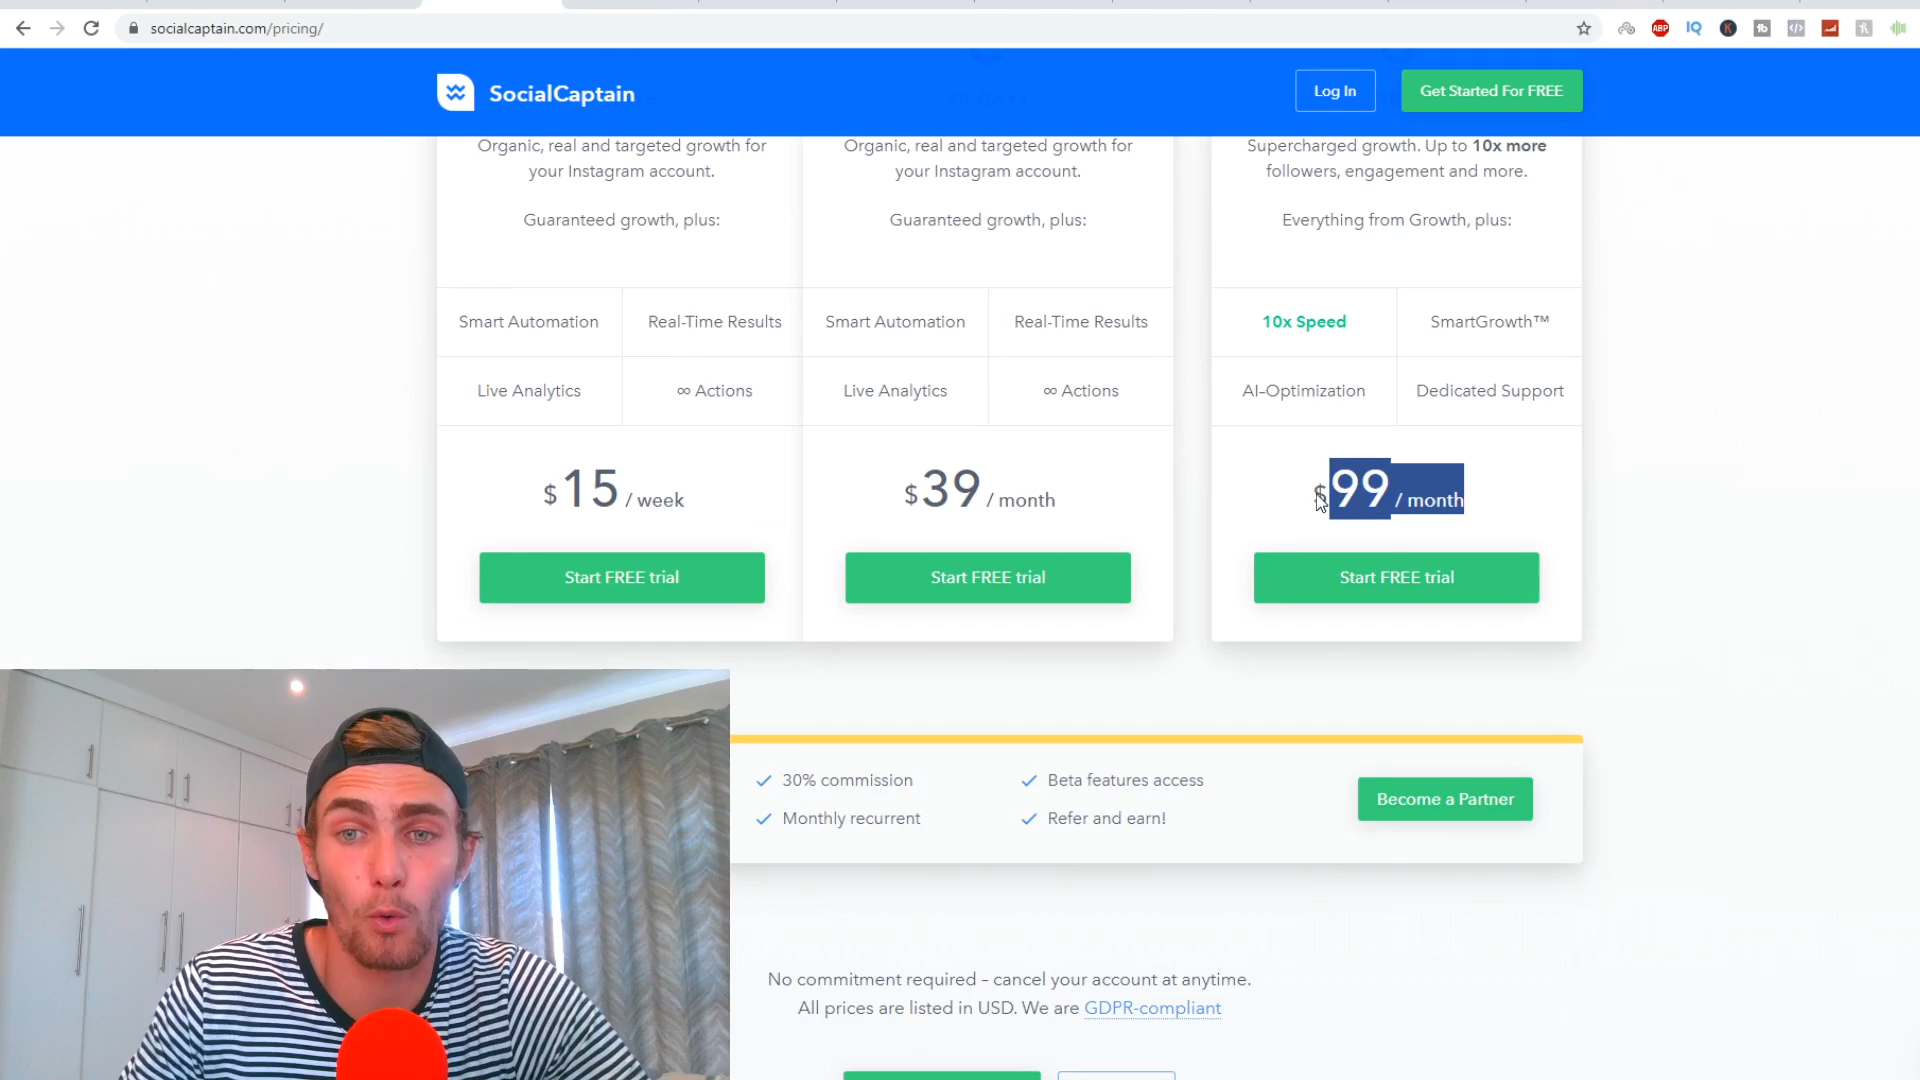 socialcaptain.com/pricing/
ABP
IQ
K
SocialCaptain
Log In
Get Started For FREE
Organic, real and targeted growth for
your Instagram account.
Guaranteed growth, plus:
Smart Automation
Real-Time Results
Live Analytics
∞ Actions
$15 / week
Start FREE trial
Organic, real and targeted growth for
your Instagram account.
Guaranteed growth, plus:
Smart Automation
Real-Time Results
Live Analytics
∞ Actions
$39 / month
Start FREE trial
Supercharged growth. Up to 10x more
followers, engagement and more.
Everything from Growth, plus:
10x Speed
SmartGrowth™
AI-Optimization
Dedicated Support
$99 / month
Start FREE trial
30% commission
Beta features access
Monthly recurrent
Refer and earn!
Become a Partner
No commitment required – cancel your account at anytime.
All prices are listed in USD. We are GDPR-compliant